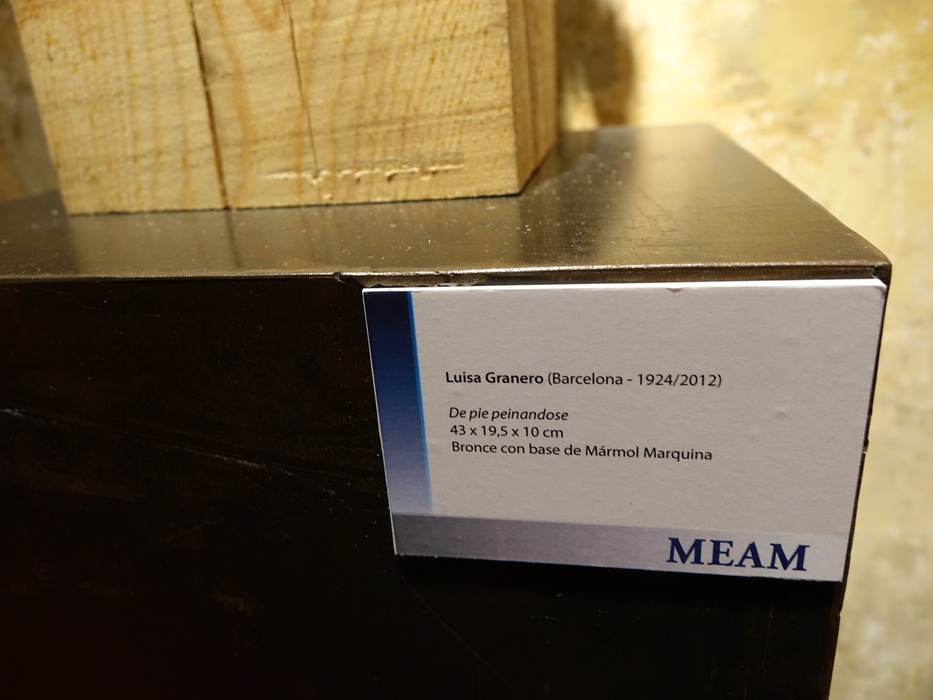 Luisa Granero (Barcelona - 1924/2012)
De pie peinandose
43 x 19,5 x 10 cm
Bronce con base de Mármol Marquina
MEAM